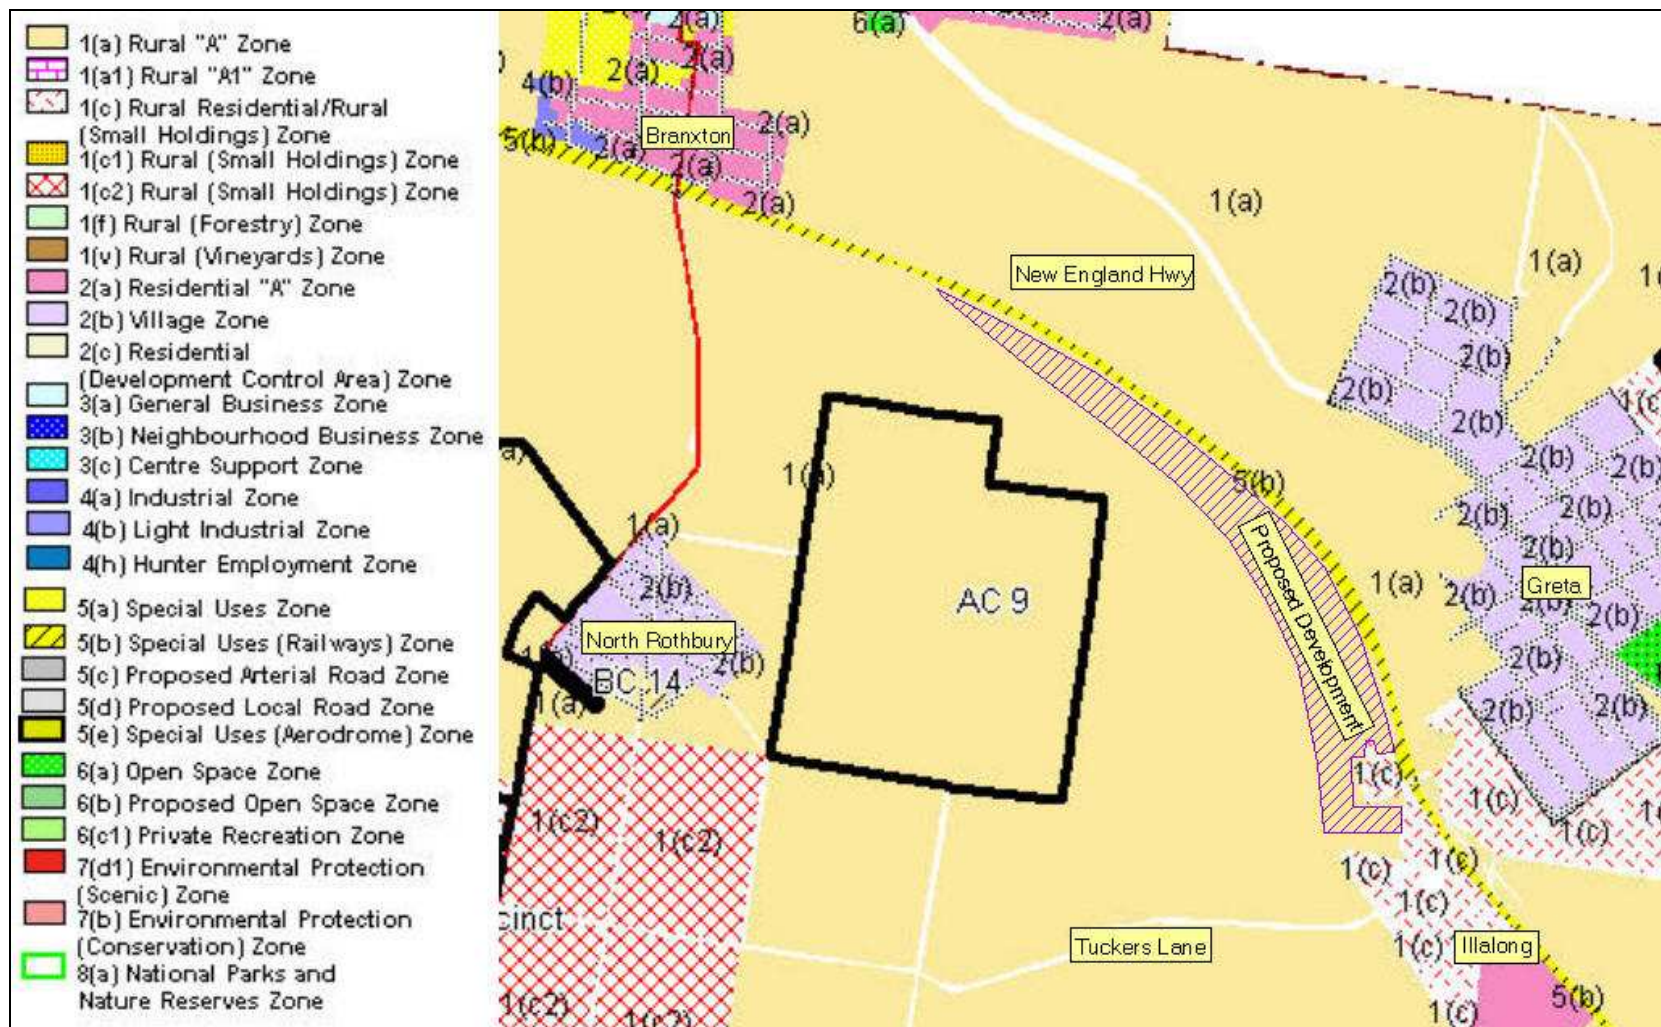 1(a) Rural "A" Zone
1(a1) Rural "A1" Zone
1(c) Rural Residential/Rural
(Small Holdings) Zone
1(c1) Rural (Small Holdings) Zone
1(c2) Rural (Small Holdings) Zone
1(f) Rural (Forestry) Zone
1(v) Rural (Vineyards) Zone
2(a) Residential "A" Zone
2(b) Village Zone
2(c) Residential
(Development Control Area) Zone
3(a) General Business Zone
3(b) Neighbourhood Business Zone
3(c) Centre Support Zone
4(a) Industrial Zone
4(b) Light Industrial Zone
4(h) Hunter Employment Zone
5(a) Special Uses Zone
5(b) Special Uses (Railways) Zone
5(c) Proposed Arterial Road Zone
5(d) Proposed Local Road Zone
5(e) Special Uses (Aerodrome) Zone
6(a) Open Space Zone
6(b) Proposed Open Space Zone
6(c1) Private Recreation Zone
7(d1) Environmental Protection
(Scenic) Zone
7(b) Environmental Protection
(Conservation) Zone
8(a) National Parks and
Nature Reserves Zone
2(a)
6(a)
2(a)
2(a)
2(a)
4(b)
2(a)
Branxton
5(b)
2(a)
2(a)
2(a)
1(a)
New England Hwy
1(a)
2(b)
2(b)
2(b)
2(b)
1(c)
2(b)
2(b)
2(b)
1(a)
5(b)
2(b)
2(b)
1(a)
2(b)
1(a)
2(b)
Greta
2(b)
2(b)
2(b)
AC 9
Proposed Development
North Rothbury
2(b)
2(b)
BC 14
1(a)
2(b)
2(b)
1(c)
1(c)
1(c)
1(c2)
1(c2)
1(c)
1(c)
1(c)
cinct
Tuckers Lane
1(c)
Illalong
1(c2)
1(c2)
5(b)
1(c)